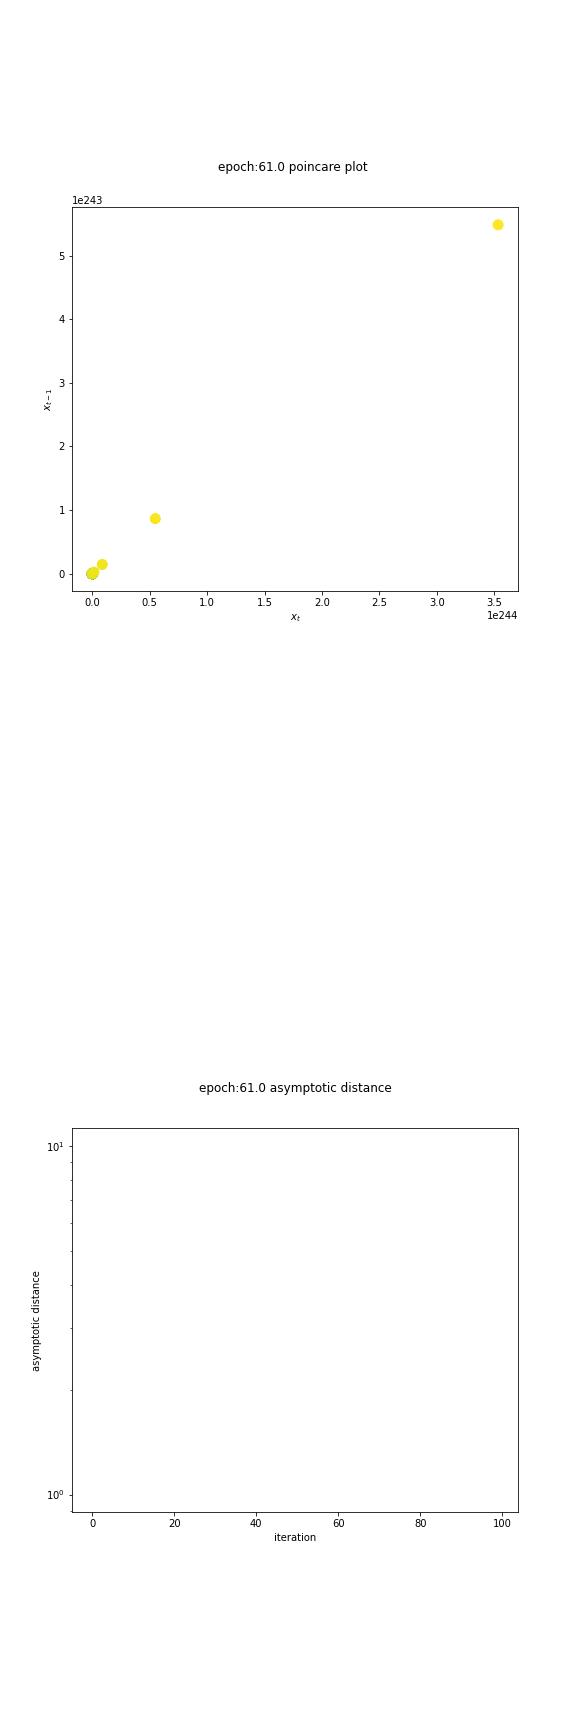 epoch:61.0 poincare plot
1e243
5
4
3
2
1
0
x_{t-1}
0.0 0.5 1.0 1.5 2.0 2.5 3.0 3.5
x_t
1e244
epoch:61.0 asymptotic distance
10^1
10^0
asymptotic distance
0 20 40 60 80 100
iteration